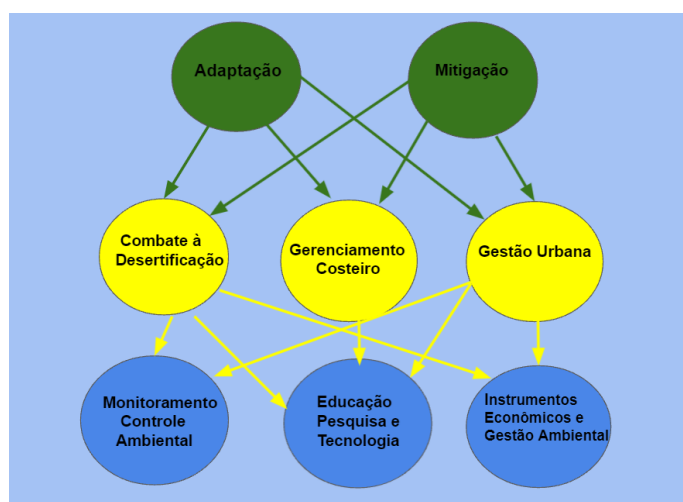 Adaptação
Mitigação
Combate à
Desertificação
Gerenciamento
Costeiro
Gestão Urbana
Monitoramento
Controle
Ambiental
Educação
Pesquisa e
Tecnologia
Instrumentos
Econômicos e
Gestão Ambiental